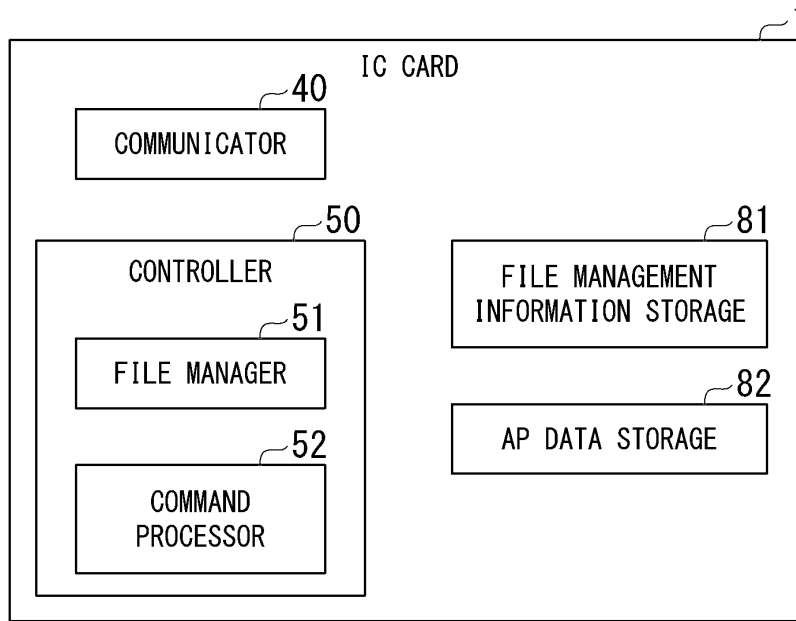 IC CARD
40
COMMUNICATOR
50
CONTROLLER
51
FILE MANAGER
52
COMMAND
PROCESSOR
81
FILE MANAGEMENT
INFORMATION STORAGE
82
AP DATA STORAGE